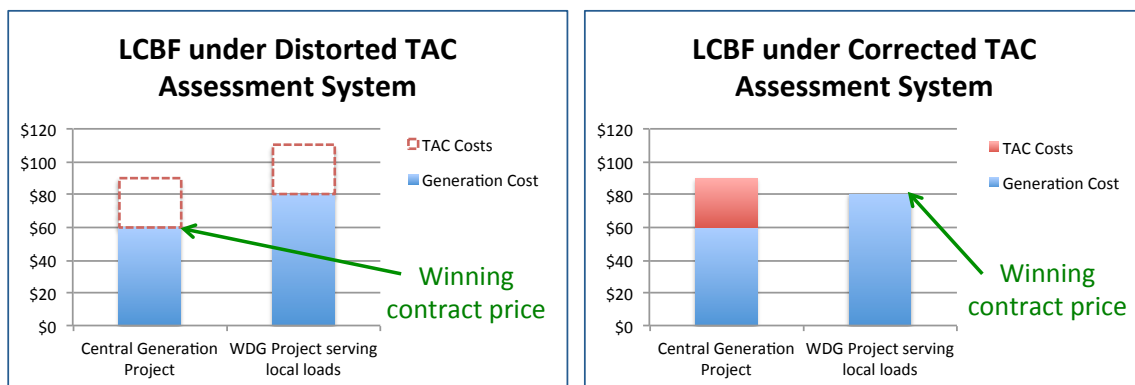 LCBF under Distorted TAC
Assessment System
$120
$100
$80
$60
$40
$20
$0
TAC Costs
Generation Cost
Winning
contract price
Central Generation
Project
WDG Project serving
local loads
LCBF under Corrected TAC
Assessment System
$120
$100
$80
$60
$40
$20
$0
TAC Costs
Generation Cost
Winning
contract price
Central Generation
Project
WDG Project serving
local loads